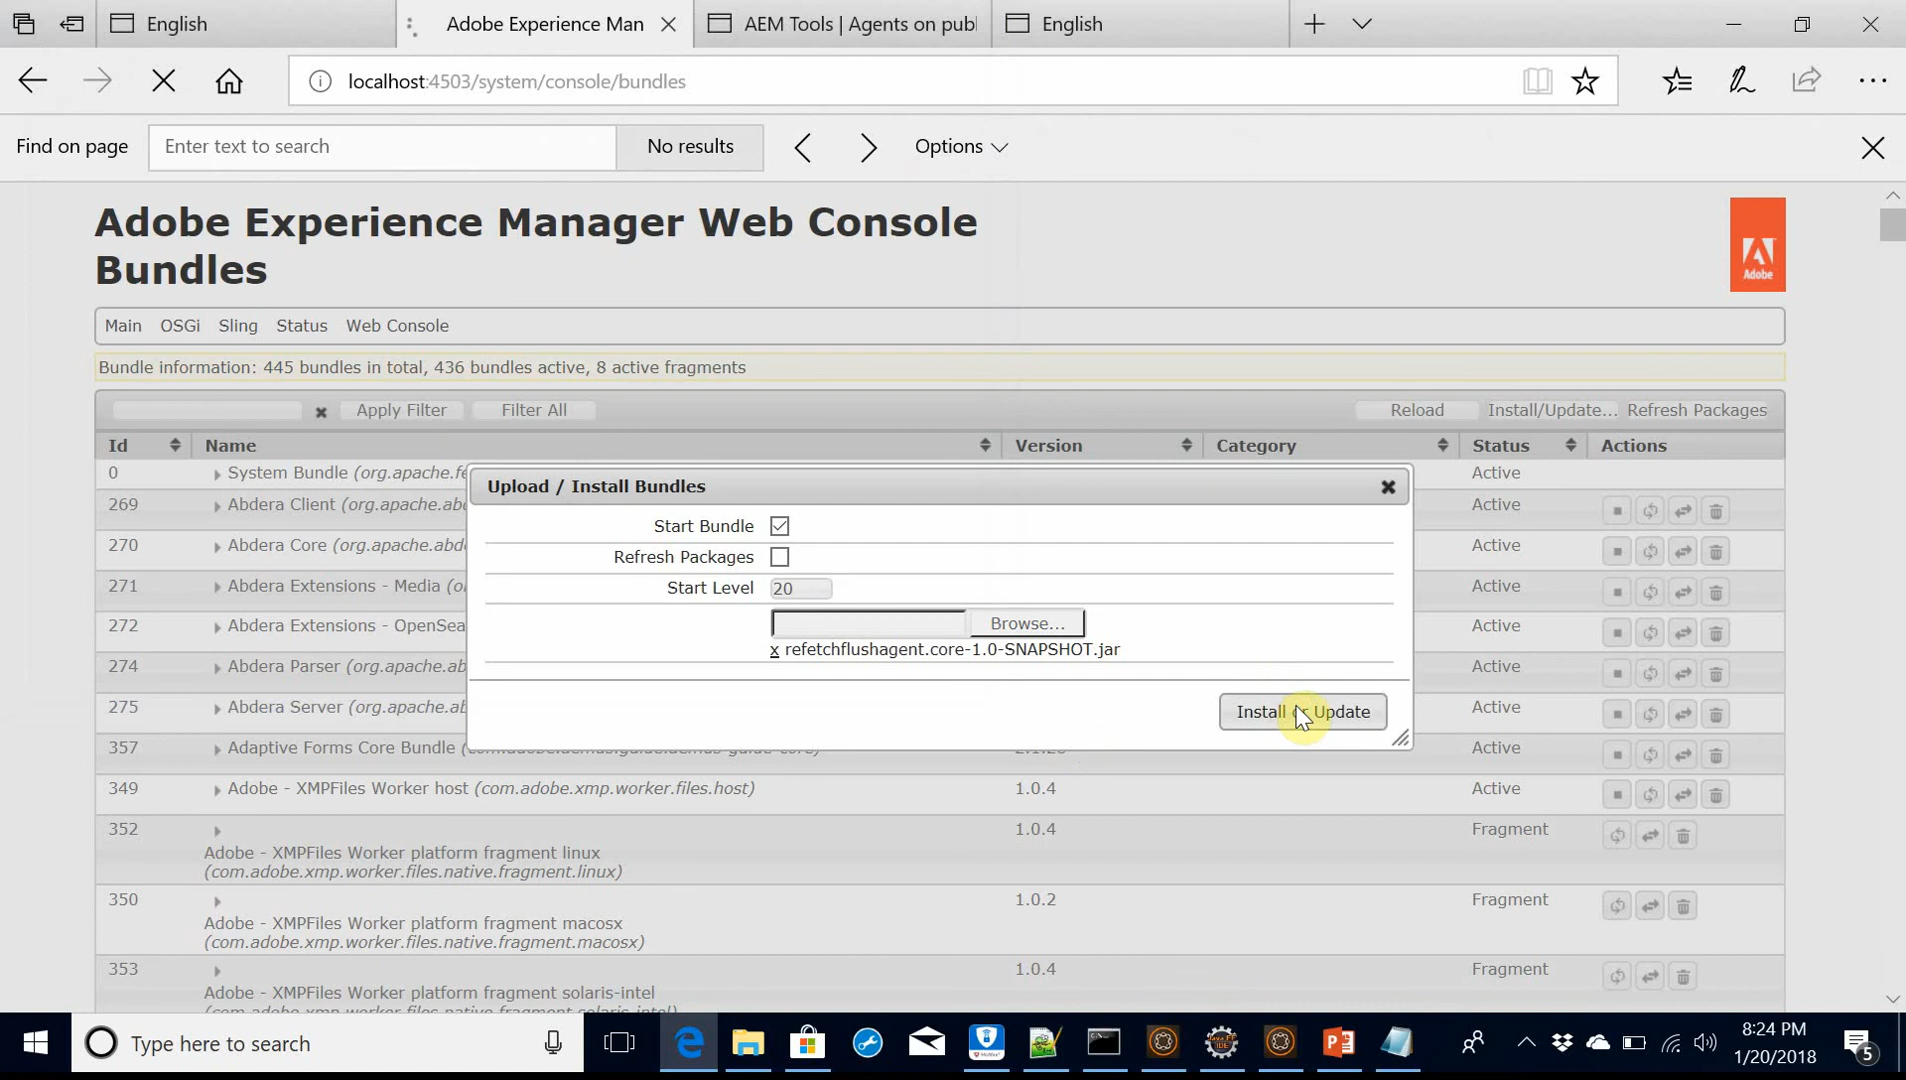 English
Adobe Experience Man
AEM Tools | Agents on publ
English
localhost:4503/system/console/bundles
Find on page
Enter text to search
No results
Options
Adobe Experience Manager Web Console
Bundles
Adobe
Main OSGi Sling Status Web Console
Bundle information: 445 bundles in total, 436 bundles active, 8 active fragments
Apply Filter Filter All Reload Install/Update... Refresh Packages
Id Name Version Category Status Actions
0 System Bundle (org.apache.fe Active
269 Abdera Client (org.apache.abd Active
270 Abdera Core (org.apache.abde Active
271 Abdera Extensions - Media (o Active
272 Abdera Extensions - OpenSea Active
274 Abdera Parser (org.apache.ab Active
275 Abdera Server (org.apache.ab Active
357 Adaptive Forms Core Bundle Active
349 Adobe - XMPFiles Worker host (com.adobe.xmp.worker.files.host) 1.0.4 Active
352 1.0.4 Fragment
Adobe - XMPFiles Worker platform fragment linux
(com.adobe.xmp.worker.files.native.fragment.linux)
350 1.0.2 Fragment
Adobe - XMPFiles Worker platform fragment macosx
(com.adobe.xmp.worker.files.native.fragment.macosx)
353 1.0.4 Fragment
Adobe - XMPFiles Worker platform fragment solaris-intel
(com.adobe.xmp.worker.files.native.fragment.solaris-intel)
Upload / Install Bundles
Start Bundle
Refresh Packages
Start Level 20
Browse...
x refetchflushagent.core-1.0-SNAPSHOT.jar
Install or Update
Type here to search
8:24 PM
1/20/2018
5